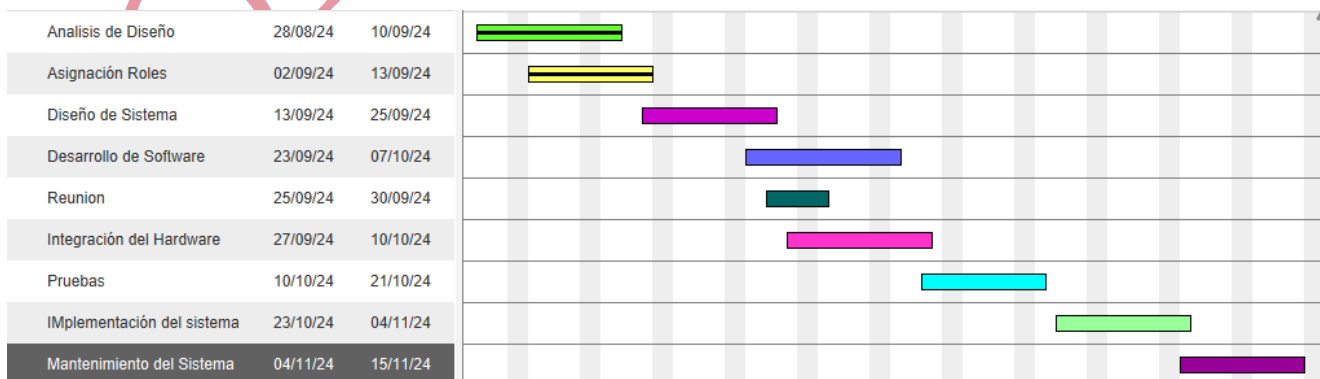 Analisis de Diseño 28/08/24 10/09/24
Asignación Roles 02/09/24 13/09/24
Diseño de Sistema 13/09/24 25/09/24
Desarrollo de Software 23/09/24 07/10/24
Reunion 25/09/24 30/09/24
Integración del Hardware 27/09/24 10/10/24
Pruebas 10/10/24 21/10/24
IMplementación del sistema 23/10/24 04/11/24
Mantenimiento del Sistema 04/11/24 15/11/24